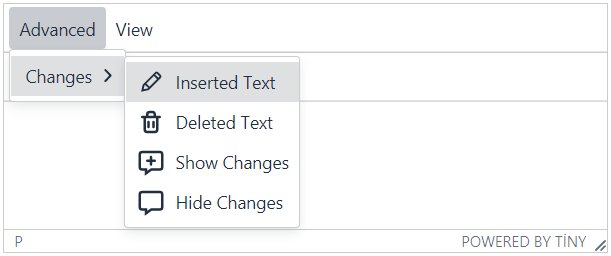 Advanced View
Changes
Inserted Text
Deleted Text
Show Changes
Hide Changes
P POWERED BY TINY